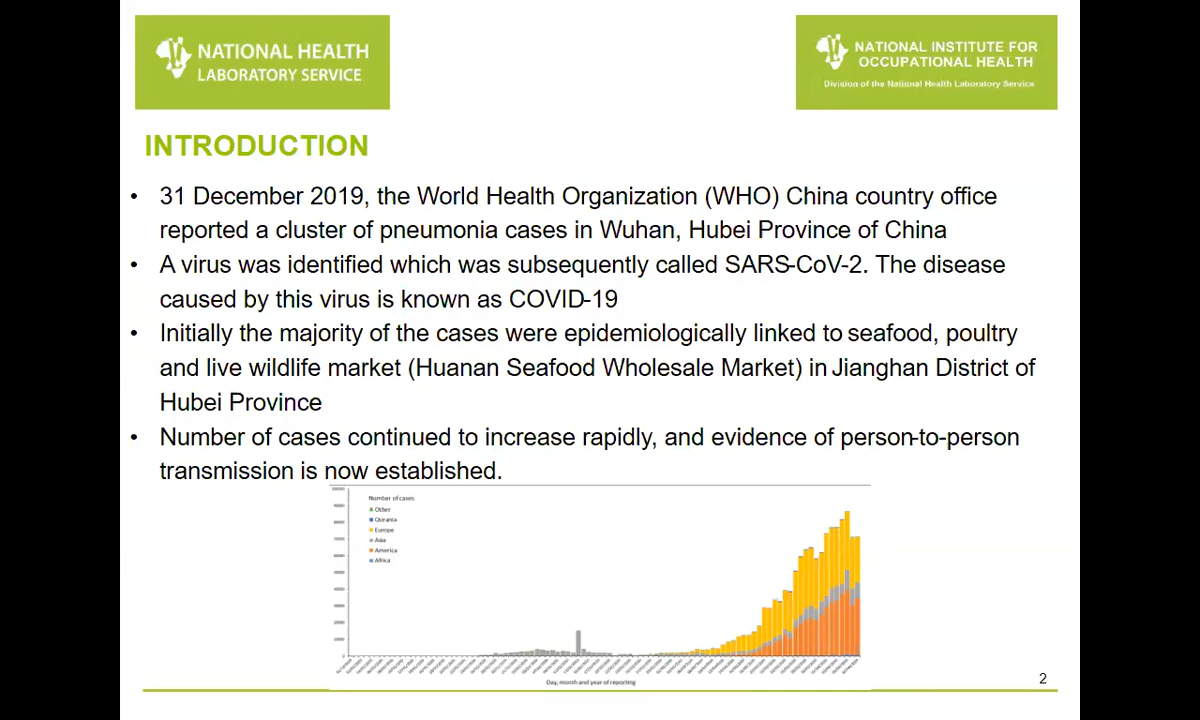 NATIONAL HEALTH
LABORATORY SERVICE
NATIONAL INSTITUTE FOR
OCCUPATIONAL HEALTH
Division of the National Health Laboratory Service
INTRODUCTION
• 31 December 2019, the World Health Organization (WHO) China country office
reported a cluster of pneumonia cases in Wuhan, Hubei Province of China
• A virus was identified which was subsequently called SARS-CoV-2. The disease
caused by this virus is known as COVID-19
• Initially the majority of the cases were epidemiologically linked to seafood, poultry
and live wildlife market (Huanan Seafood Wholesale Market) in Jianghan District of
Hubei Province
• Number of cases continued to increase rapidly, and evidence of person-to-person
transmission is now established.
Number of cases
Other
Europe
Asia
America
Africa
Day, month and year of reporting
2